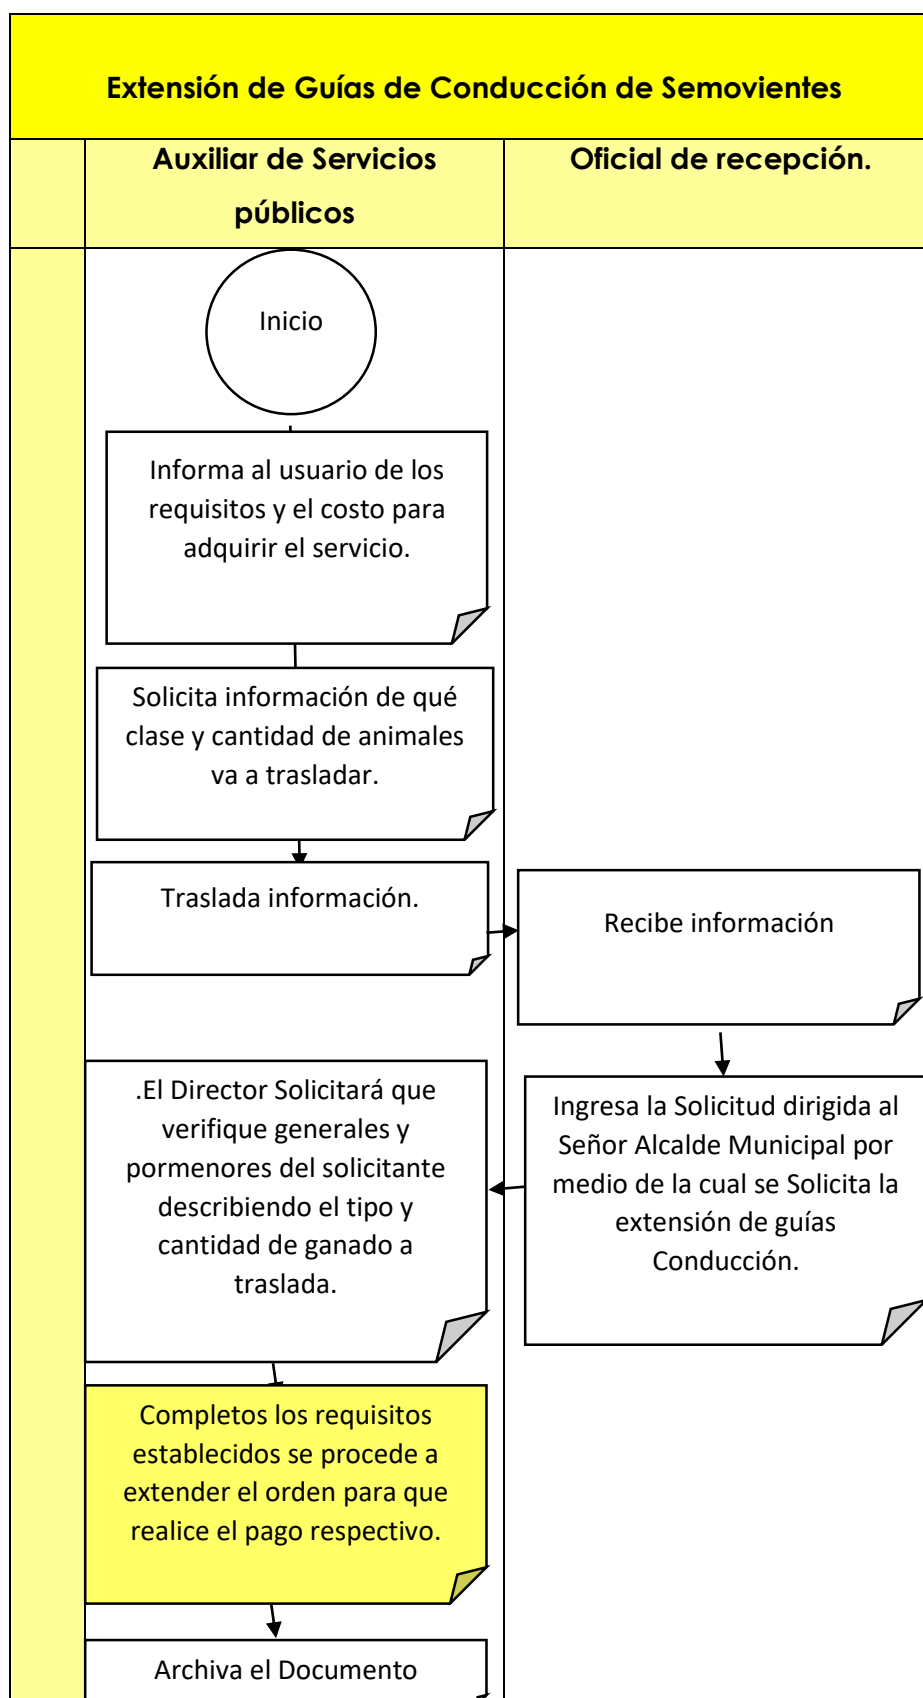 Extensión de Guías de Conducción de Semovientes
Auxiliar de Servicios
públicos
Oficial de recepción.
Inicio
Informa al usuario de los
requisitos y el costo para
adquirir el servicio.
Solicita información de qué
clase y cantidad de animales
va a trasladar.
Traslada información.
Recibe información
Ingresa la Solicitud dirigida al
Señor Alcalde Municipal por
medio de la cual se Solicita la
extensión de guías
Conducción.
.El Director Solicitará que
verifique generales y
pormenores del solicitante
describiendo el tipo y
cantidad de ganado a
traslada.
Completos los requisitos
establecidos se procede a
extender el orden para que
realice el pago respectivo.
Archiva el Documento